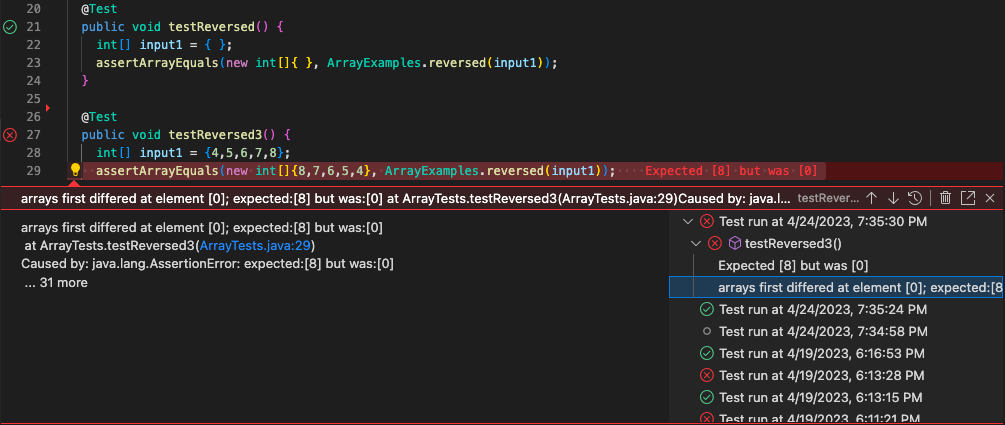 20 @Test
21 public void testReversed() {
22 int[] input1 = { };
23 assertArrayEquals(new int[]{ }, ArrayExamples.reversed(input1));
24 }
25
26 @Test
27 public void testReversed3() {
28 int[] input1 = {4,5,6,7,8};
29 assertArrayEquals(new int[]{8,7,6,5,4}, ArrayExamples.reversed(input1)); Expected [8] but was [0]
arrays first differed at element [0]; expected:[8] but was:[0] at ArrayTests.testReversed3(ArrayTests.java:29)Caused by: java.l... testRever...
arrays first differed at element [0]; expected:[8] but was:[0]
at ArrayTests.testReversed3(ArrayTests.java:29)
Caused by: java.lang.AssertionError: expected:[8] but was:[0]
... 31 more
Test run at 4/24/2023, 7:35:30 PM
testReversed3()
Expected [8] but was [0]
arrays first differed at element [0]; expected:[8
Test run at 4/24/2023, 7:35:24 PM
Test run at 4/24/2023, 7:34:58 PM
Test run at 4/19/2023, 6:16:53 PM
Test run at 4/19/2023, 6:13:28 PM
Test run at 4/19/2023, 6:13:15 PM
Test run at 4/19/2023, 6:11:21 PM